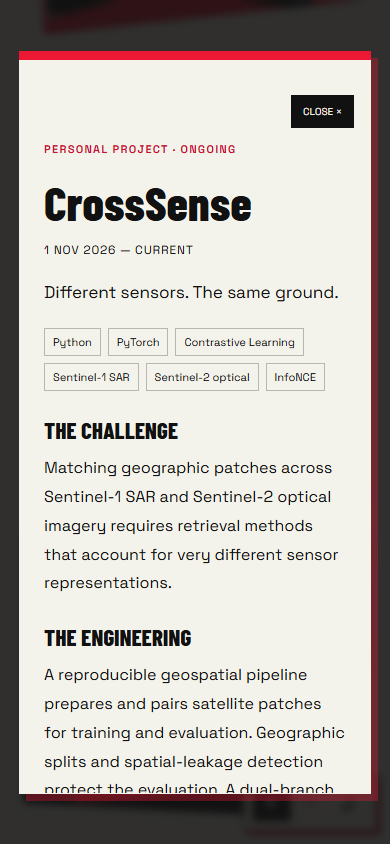 CLOSE ×
PERSONAL PROJECT · ONGOING
CrossSense
1 NOV 2026 — CURRENT
Different sensors. The same ground.
Python
PyTorch
Contrastive Learning
Sentinel-1 SAR
Sentinel-2 optical
InfoNCE
THE CHALLENGE
Matching geographic patches across
Sentinel-1 SAR and Sentinel-2 optical
imagery requires retrieval methods
that account for very different sensor
representations.
THE ENGINEERING
A reproducible geospatial pipeline
prepares and pairs satellite patches
for training and evaluation. Geographic
splits and spatial-leakage detection
protect the evaluation. A dual-branch